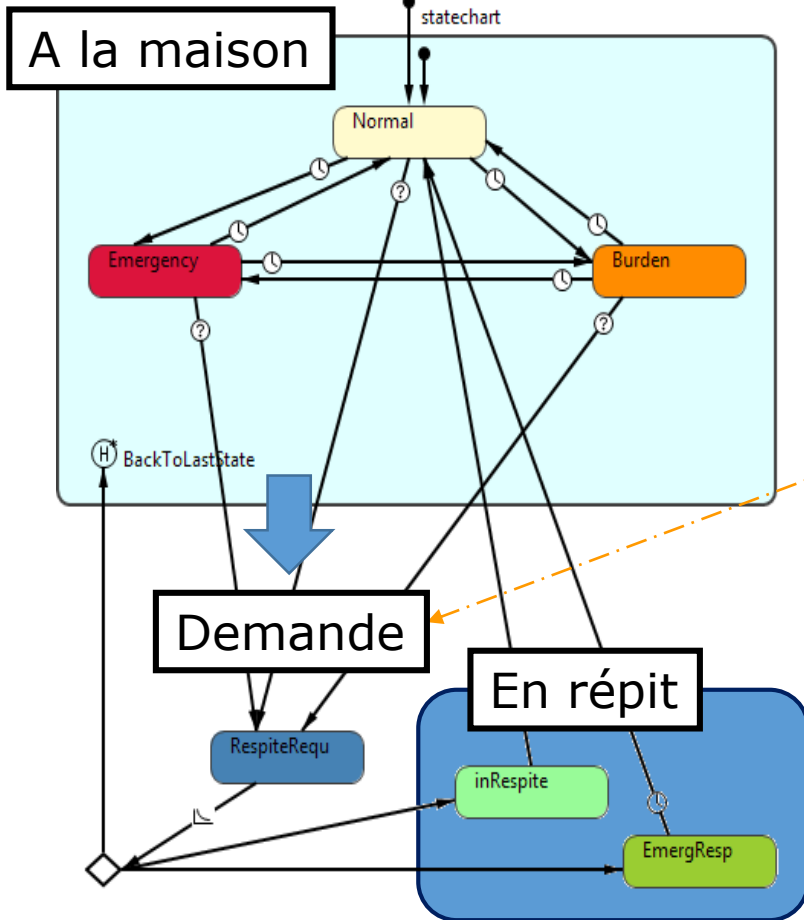 statechart
A la maison
Normal
?
Emergency
Burden
?
?
H* BackToLastState
Demande
En répit
RespiteRequ
inRespite
EmergResp